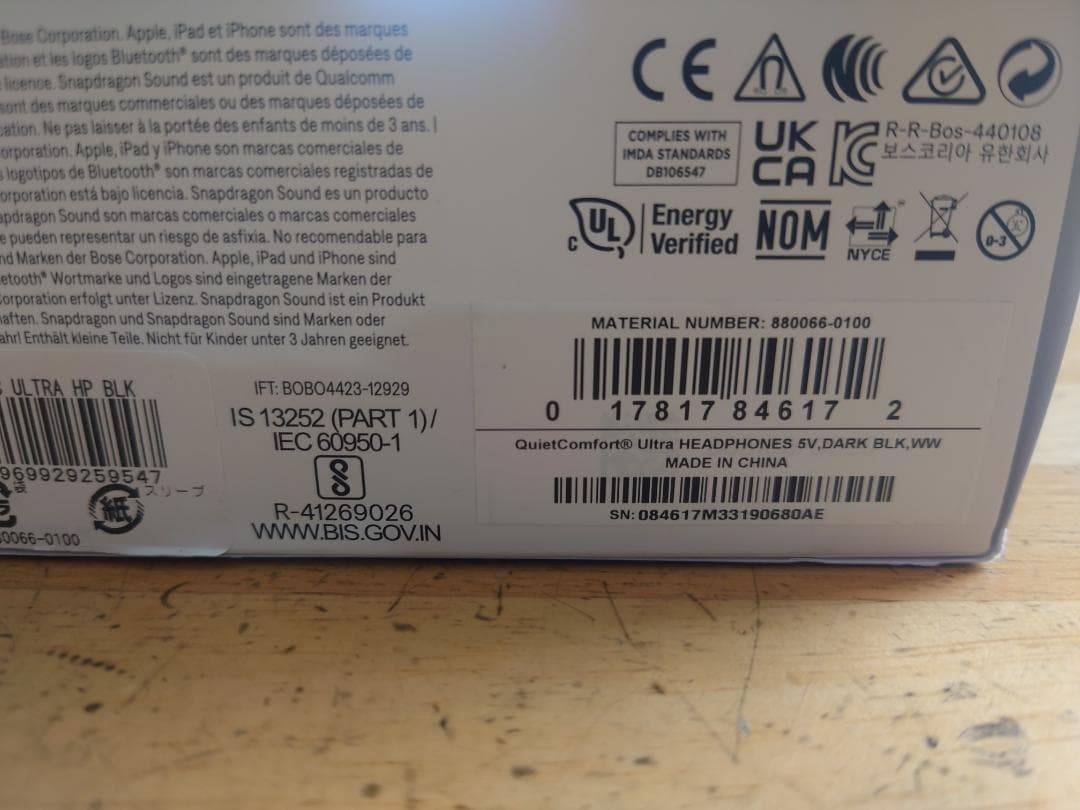 Bose Corporation. Apple, iPad et iPhone sont des marques
et les logos Bluetooth® sont des marques déposées de
licence. Snapdragon Sound est un produit de Qualcomm
sont des marques commerciales ou des marques déposées de
Ne pas laisser à la portée des enfants de moins de 3 ans. |
Apple, iPad y iPhone son marcas comerciales de
logotipos de Bluetooth® son marcas comerciales registradas de
está bajo licencia. Snapdragon Sound es un producto
Sound son marcas comerciales o marcas comerciales
pueden representar un riesgo de asfixia. No recomendable para
Marken der Bose Corporation. Apple, iPad und iPhone sind
Wortmarke und Logos sind eingetragene Marken der
Corporation erfolgt unter Lizenz. Snapdragon Sound ist ein Produkt
Snapdragon und Snapdragon Sound sind Marken oder
Enthält kleine Teile. Nicht für Kinder unter 3 Jahren geeignet.
CE
COMPLIES WITH
IMDA STANDARDS
DB106547
UK
CA
R-R-Bos-440108
보스코리아 유한회사
c UL
Energy
Verified
NOM
NYCE
0-3
ULTRA HP BLK
969929259547
紙
スリーブ
0066-0100
IFT: BOBO4423-12929
IS 13252 (PART 1)/
IEC 60950-1
R-41269026
WWW.BIS.GOV.IN
MATERIAL NUMBER: 880066-0100
0 17817 84617 2
QuietComfort® Ultra HEADPHONES 5V,DARK BLK,WW
MADE IN CHINA
SN: 084617M33190680AE